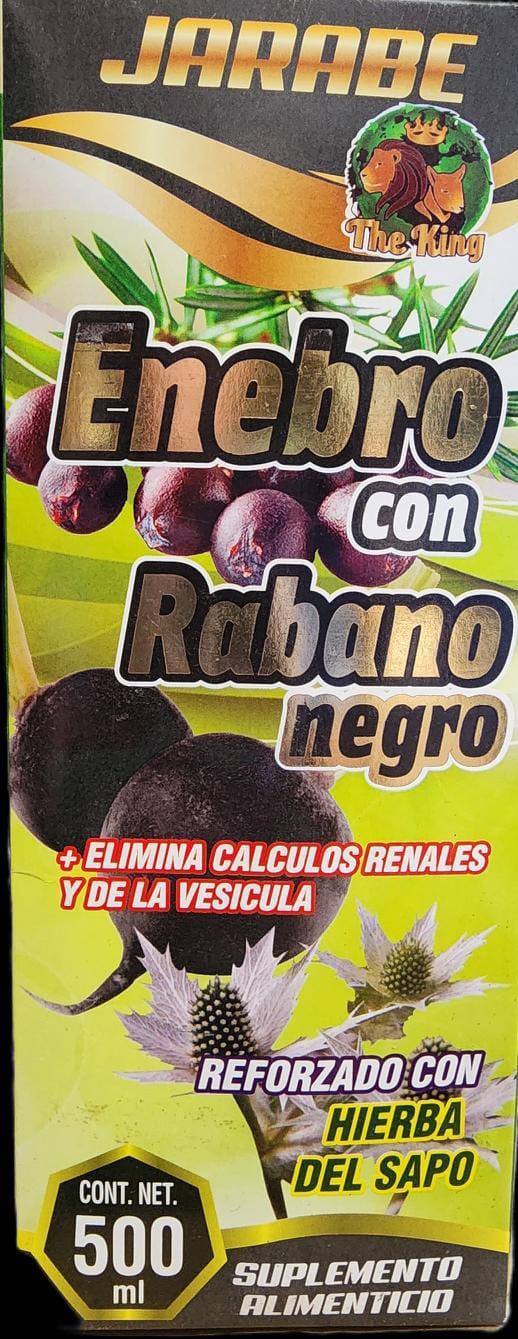 JARABE
The King
Enebro
con
Rabano
negro
+ ELIMINA CALCULOS RENALES
Y DE LA VESICULA
REFORZADO CON
HIERBA
DEL SAPO
CONT. NET.
500
ml
SUPLEMENTO
ALIMENTICIO